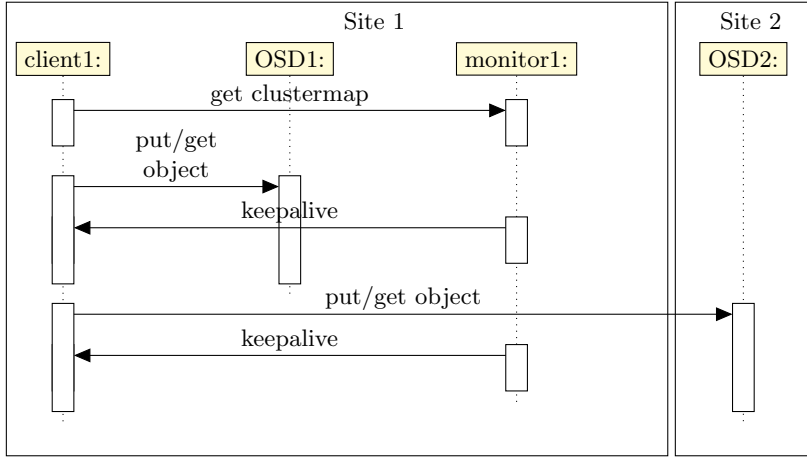 Site 1
Site 2
client1:
OSD1:
monitor1:
OSD2:
get clustermap
put/get
object
keepalive
put/get object
keepalive